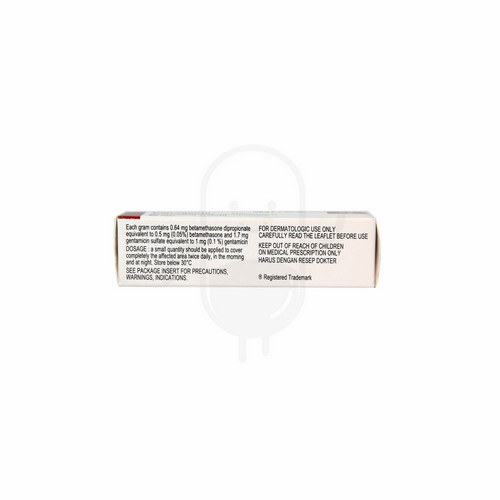 Each gram contains 0.64 mg betamethasone dipropionate
equivalent to 0.5 mg (0.05%) betamethasone and 1.7 mg
gentamicin sulfate equivalent to 1 mg (0.1 %) gentamicin
DOSAGE : a small quantity should be applied to cover
completely the affected area twice daily, in the morning
and at night. Store below 30°C
SEE PACKAGE INSERT FOR PRECAUTIONS,
WARNINGS, INDICATIONS.
FOR DERMATOLOGIC USE ONLY
CAREFULLY READ THE LEAFLET BEFORE USE
KEEP OUT OF REACH OF CHILDREN
ON MEDICAL PRESCRIPTION ONLY
HARUS DENGAN RESEP DOKTER
® Registered Trademark